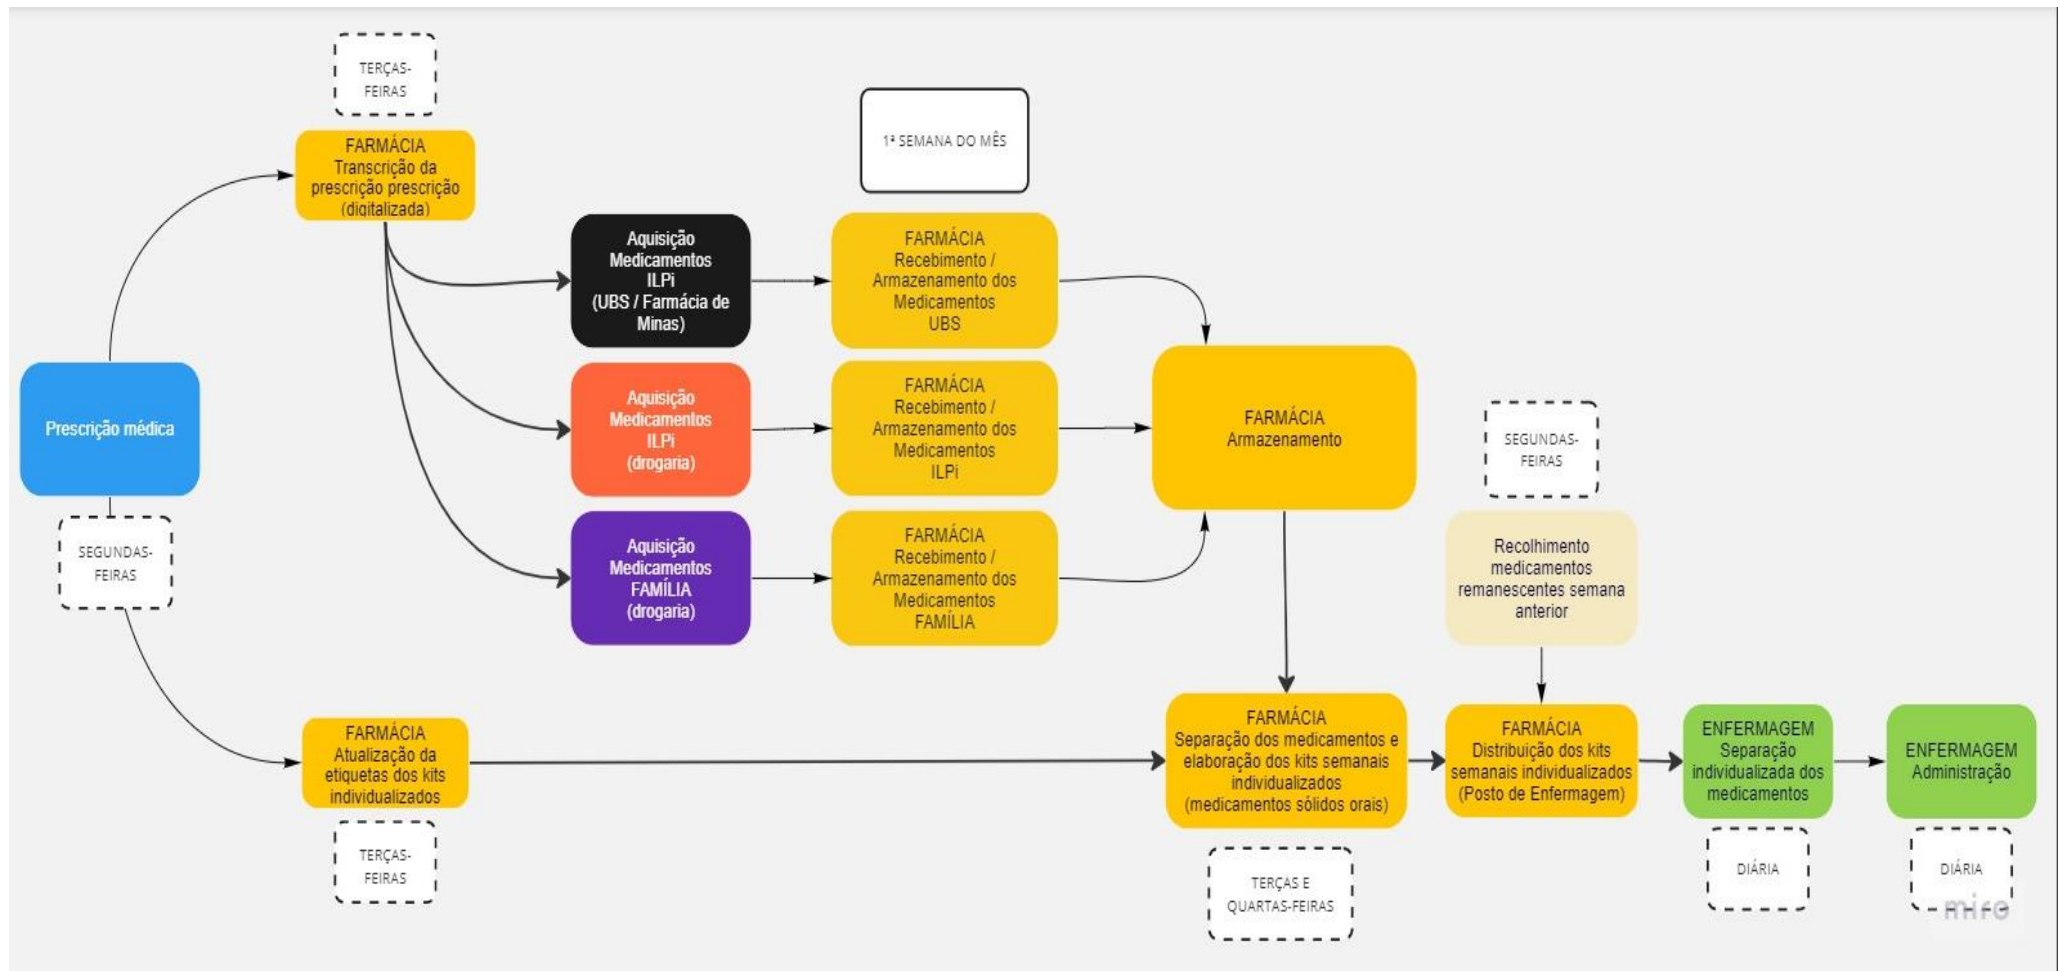 TERÇAS-
FEIRAS
FARMÁCIA
Transcrição da
prescrição prescrição
(digitalizada)
1ª SEMANA DO MÊS
Aquisição
Medicamentos
ILPi
(UBS / Farmácia de
Minas)
FARMÁCIA
Recebimento /
Armazenamento dos
Medicamentos
UBS
Prescrição médica
Aquisição
Medicamentos
ILPi
(drogaria)
FARMÁCIA
Recebimento /
Armazenamento dos
Medicamentos
ILPi
FARMÁCIA
Armazenamento
SEGUNDAS-
FEIRAS
SEGUNDAS-
FEIRAS
Aquisição
Medicamentos
FAMÍLIA
(drogaria)
FARMÁCIA
Recebimento /
Armazenamento dos
Medicamentos
FAMÍLIA
Recolhimento
medicamentos
remanescentes semana
anterior
FARMÁCIA
Atualização da
etiquetas dos kits
individualizados
TERÇAS-
FEIRAS
FARMÁCIA
Separação dos medicamentos e
elaboração dos kits semanais
individualizados
(medicamentos sólidos orais)
TERÇAS E
QUARTAS-FEIRAS
FARMÁCIA
Distribuição dos kits
semanais individualizados
(Posto de Enfermagem)
ENFERMAGEM
Separação
individualizada dos
medicamentos
DIÁRIA
ENFERMAGEM
Administração
DIÁRIA
miro